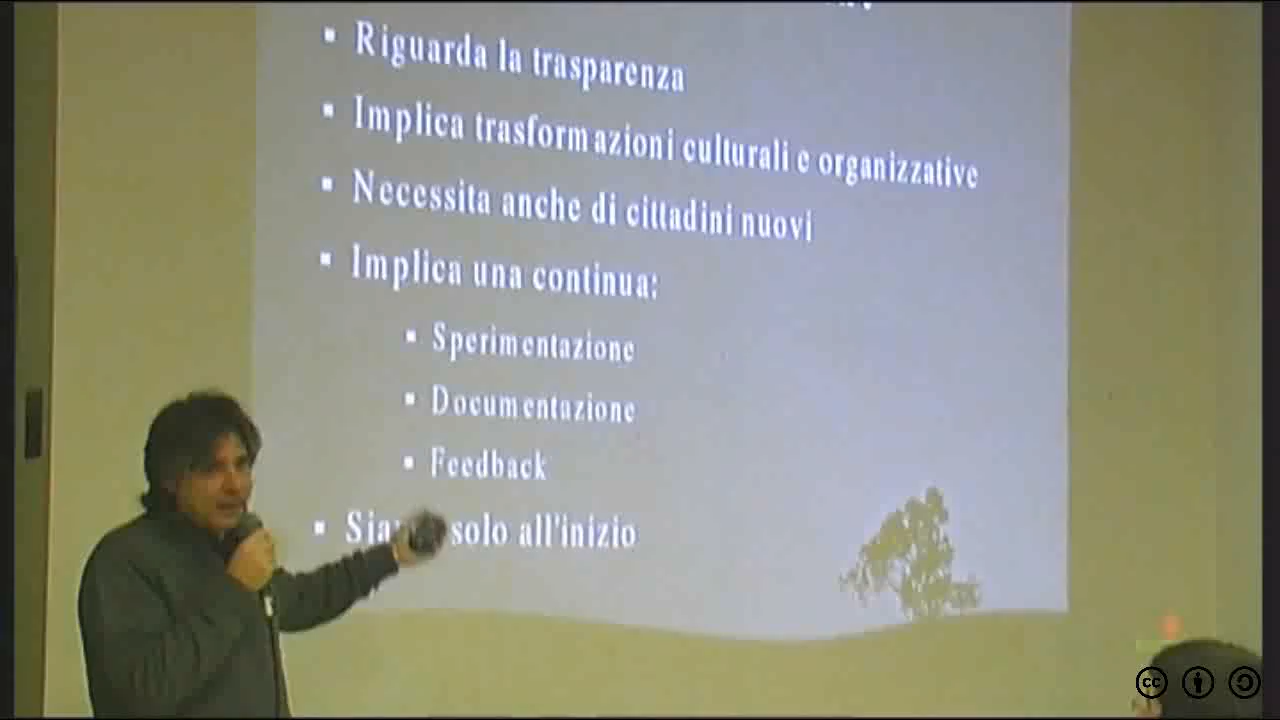 Riguarda la trasparenza
Implica trasformazioni culturali e organizzative
Necessita anche di cittadini nuovi
Implica una continua:
Sperimentazione
Documentazione
Feedback
solo all'inizio
cc